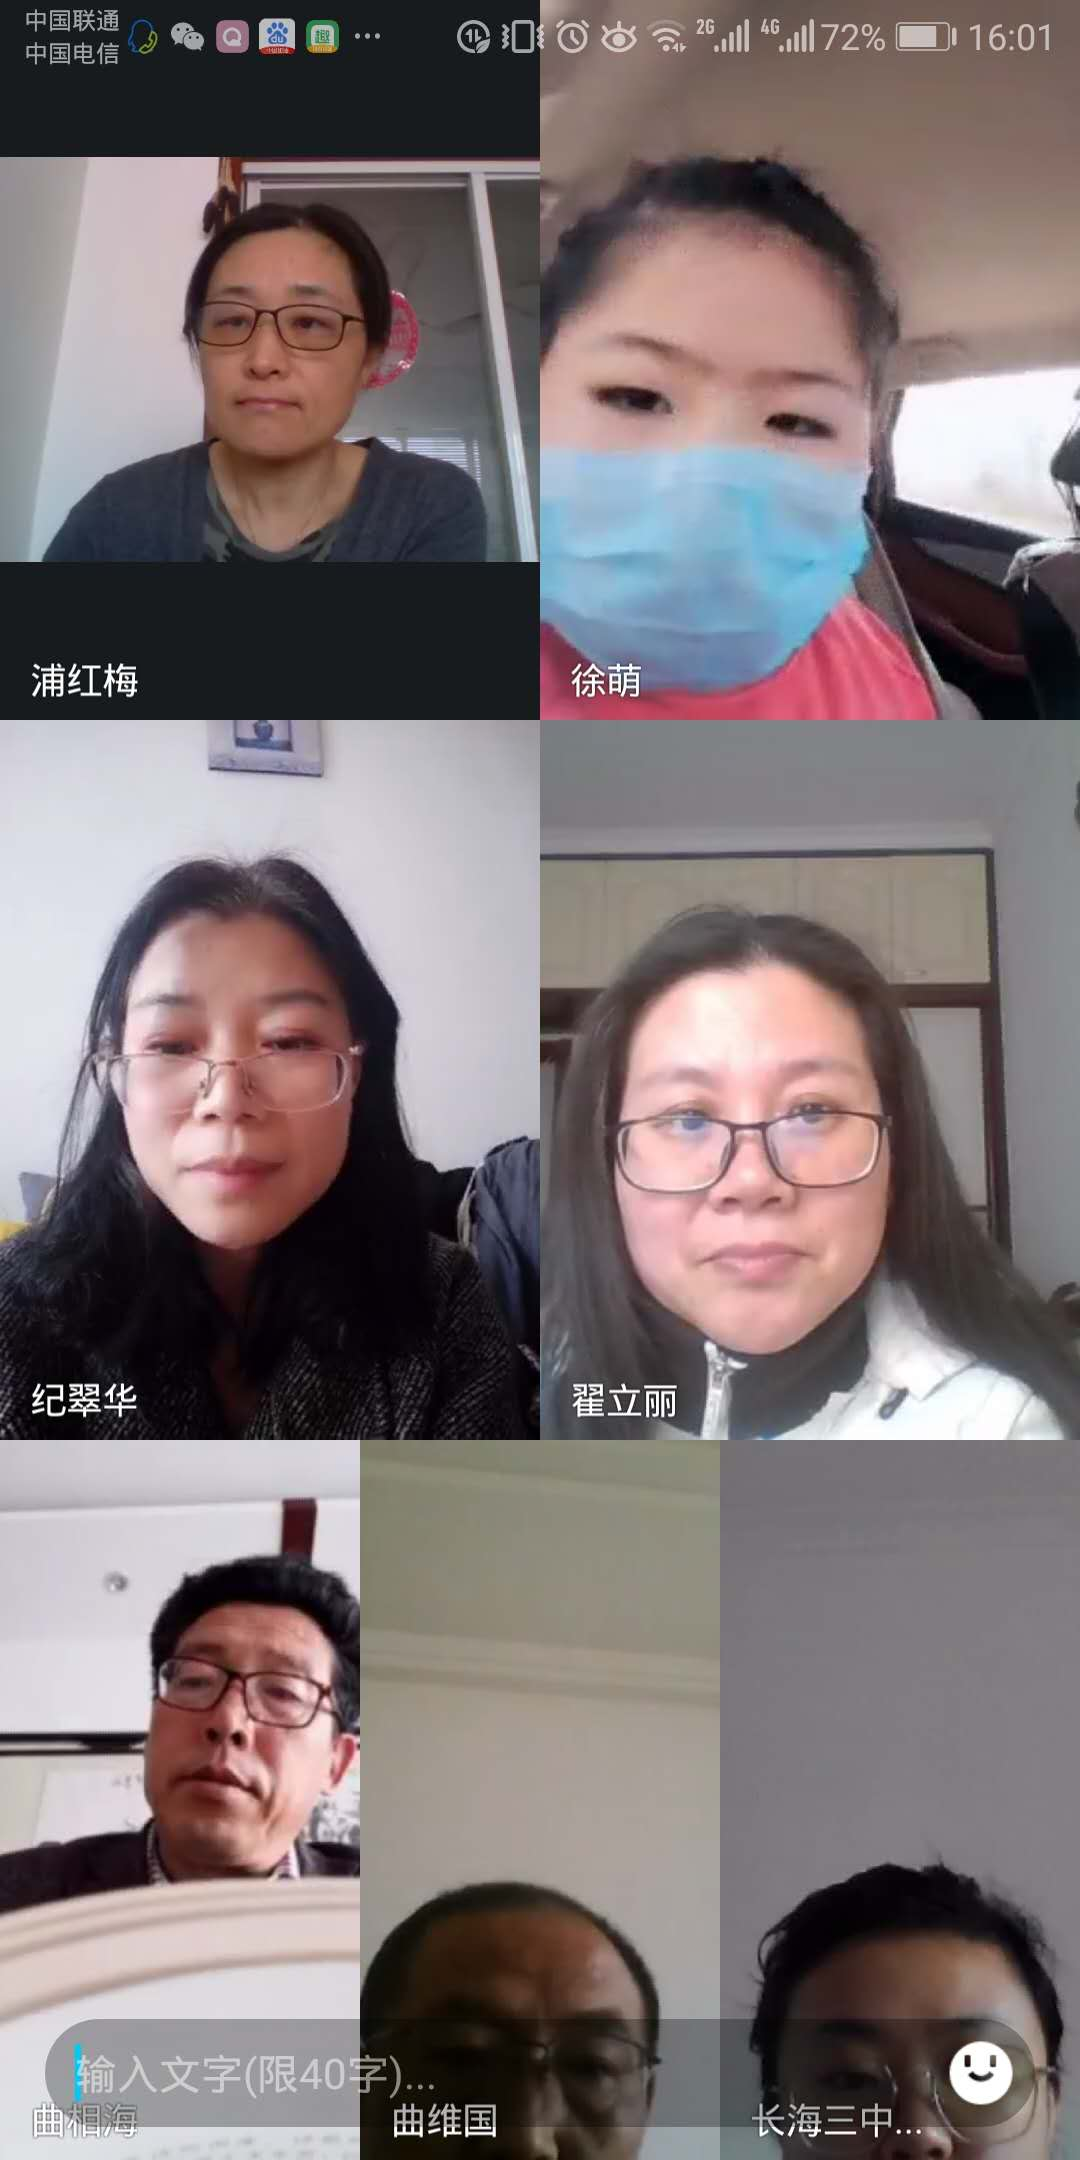 中国联通
中国电信
2G
4G
72%
16:01
浦红梅
徐萌
纪翠华
翟立丽
输入文字(限40字)...
曲相海
曲维国
长海三中...